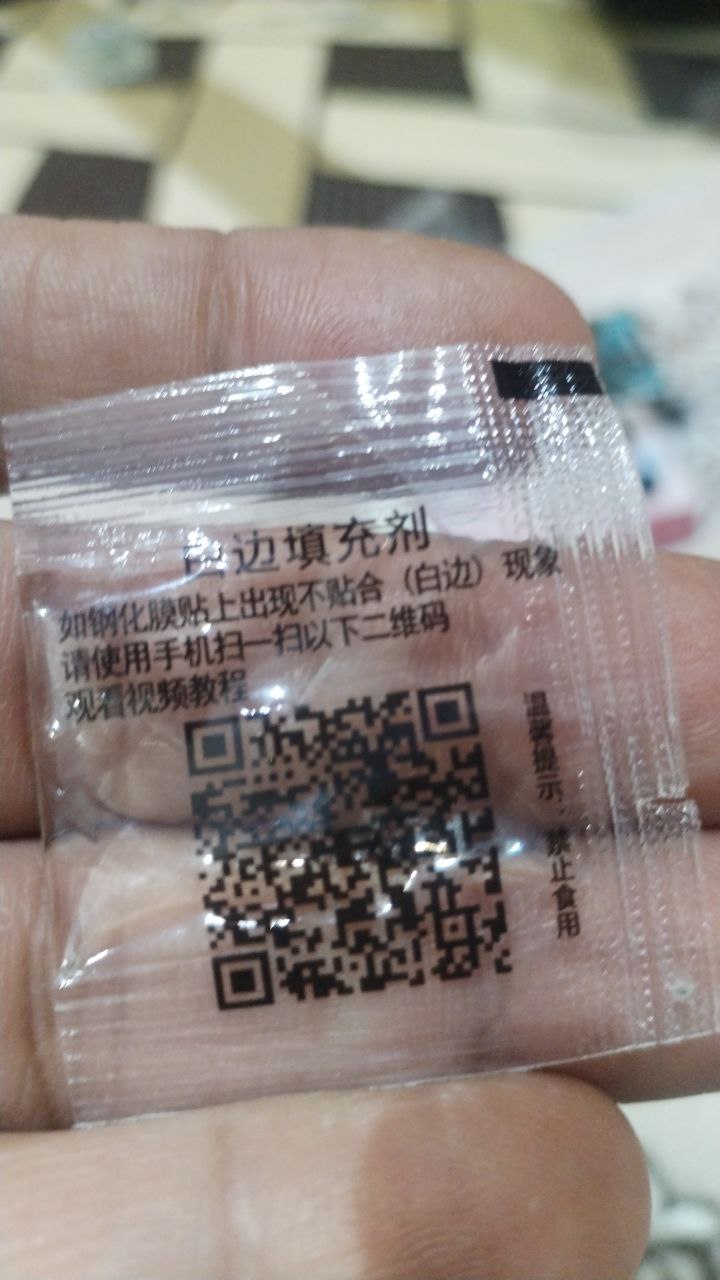 白边填充剂
如钢化膜贴上出现不贴合（白边）现象
请使用手机扫一扫以下二维码
观看视频教程
温馨提示：禁止食用